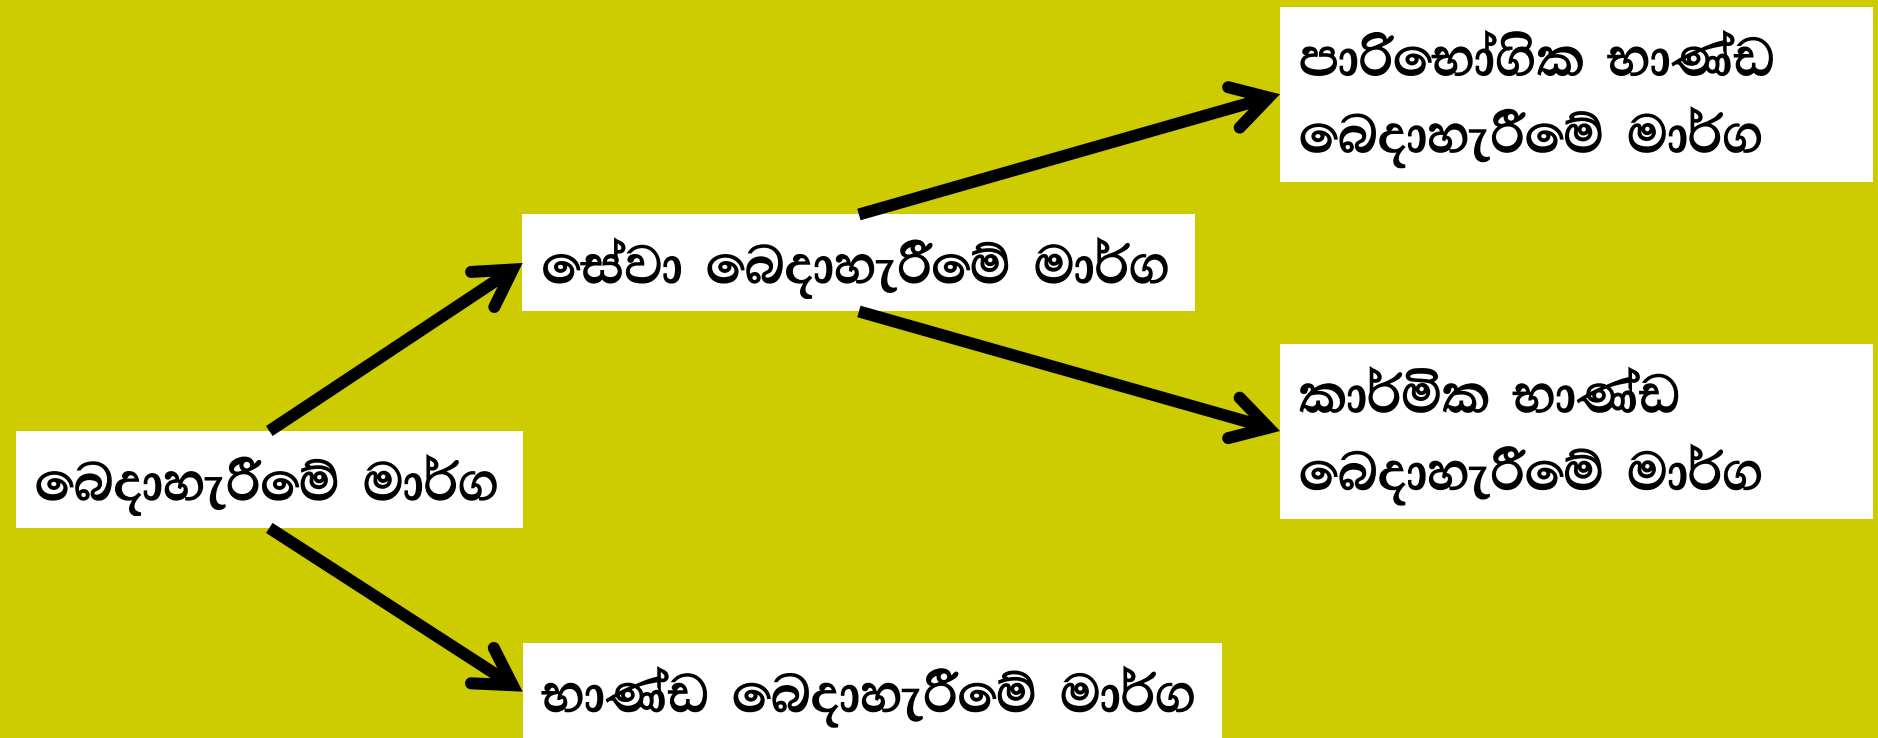 පාරිභෝගික භාණ්ඩ
බෙදාහැරීමේ මාර්ග
සේවා බෙදාහැරීමේ මාර්ග
කාර්මික භාණ්ඩ
බෙදාහැරීමේ මාර්ග
බෙදාහැරීමේ මාර්ග
භාණ්ඩ බෙදාහැරීමේ මාර්ග